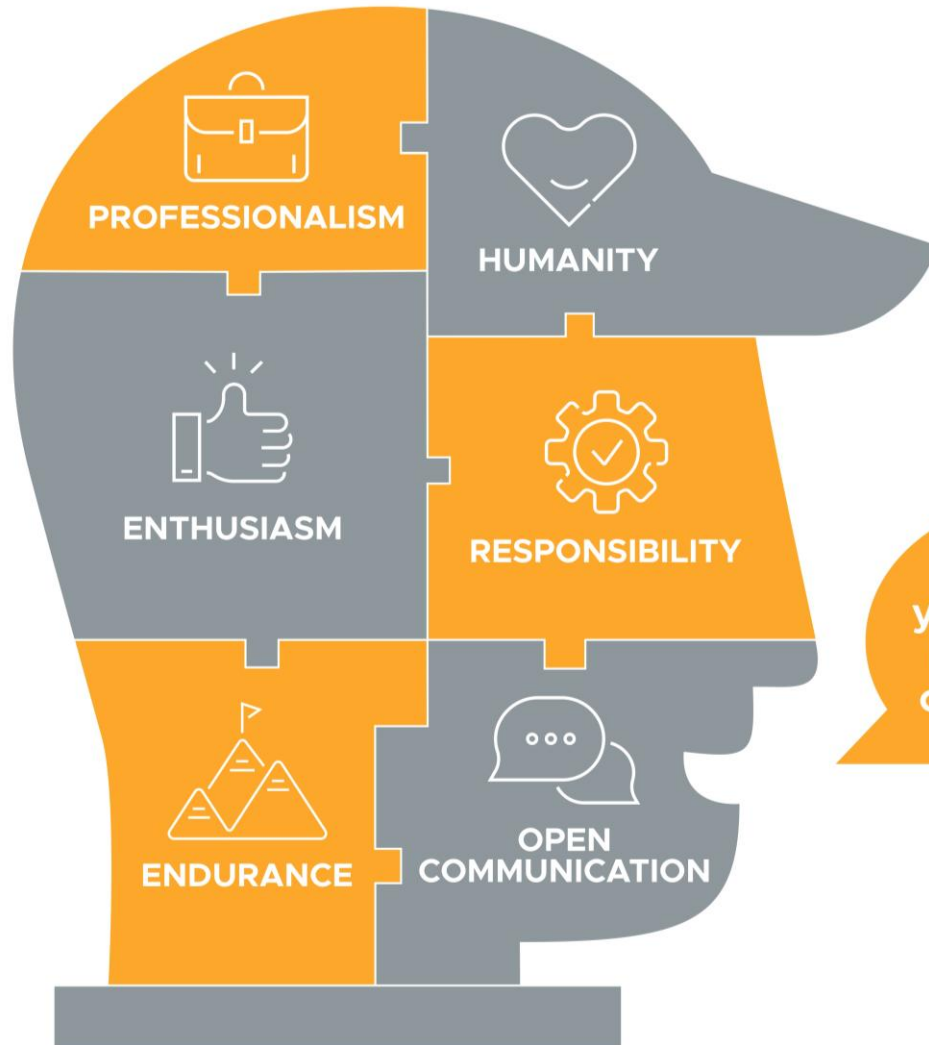 PROFESSIONALISM
HUMANITY
ENTHUSIASM
RESPONSIBILITY
ENDURANCE
OPEN
COMMUNICATION